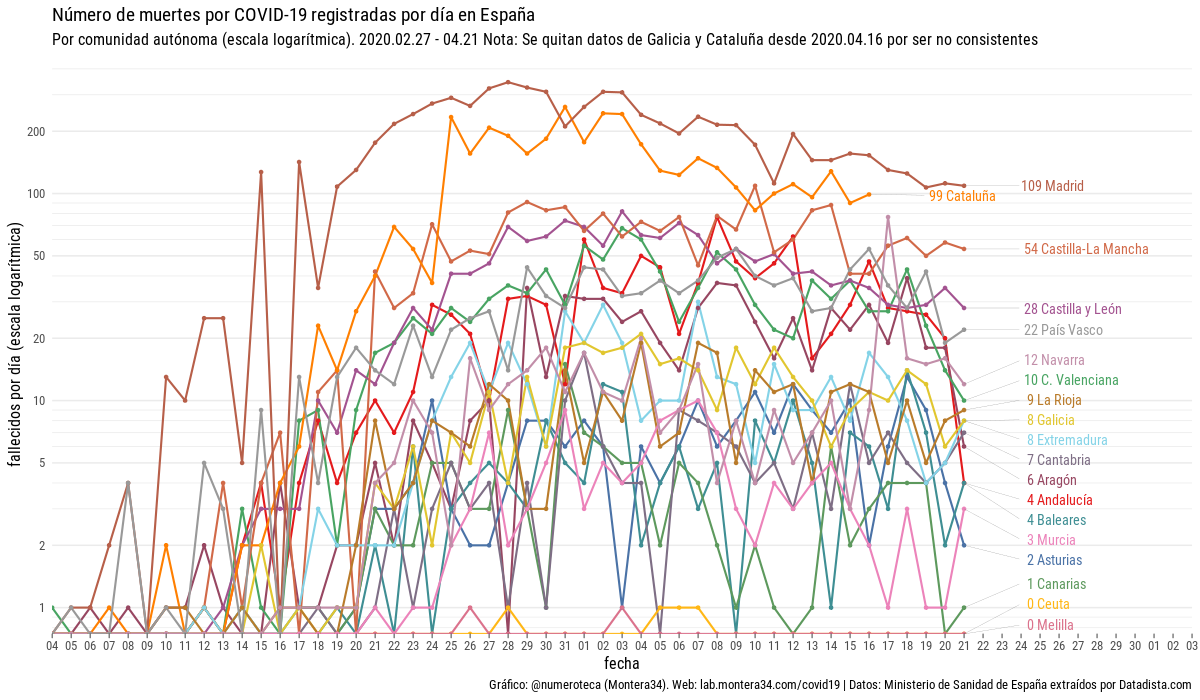 Número de muertes por COVID-19 registradas por día en España
Por comunidad autónoma (escala logarítmica). 2020.02.27 - 04.21 Nota: Se quitan datos de Galicia y Cataluña desde 2020.04.16 por ser no consistentes
fallecidos por día (escala logarítmica)
200
100
50
20
10
5
2
1
109 Madrid
99 Cataluña
54 Castilla-La Mancha
28 Castilla y León
22 País Vasco
12 Navarra
10 C. Valenciana
9 La Rioja
8 Galicia
8 Extremadura
7 Cantabria
6 Aragón
4 Andalucía
4 Baleares
3 Murcia
2 Asturias
1 Canarias
0 Ceuta
0 Melilla
04 05 06 07 08 09 10 11 12 13 14 15 16 17 18 19 20 21 22 23 24 25 26 27 28 29 30 31 01 02 03 04 05 06 07 08 09 10 11 12 13 14 15 16 17 18 19 20 21 22 23 24 25 26 27 28 29 30 01 02 03
fecha
Gráfico: @numeroteca (Montera34). Web: lab.montera34.com/covid19 | Datos: Ministerio de Sanidad de España extraídos por Datadista.com